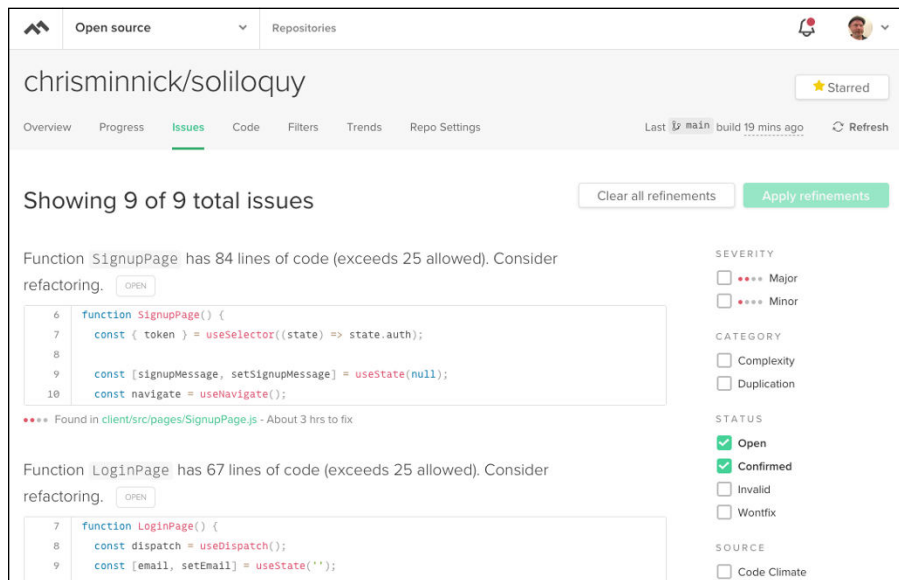 Open source
Repositories
chrisminnick/soliloquy
Starred
Overview Progress Issues Code Filters Trends Repo Settings
Last main build 19 mins ago Refresh
Showing 9 of 9 total issues
Clear all refinements
Apply refinements
Function SignupPage has 84 lines of code (exceeds 25 allowed). Consider
refactoring. OPEN
6 function SignupPage() {
7 const { token } = useSelector((state) => state.auth);
8
9 const [signupMessage, setSignupMessage] = useState(null);
10 const navigate = useNavigate();
Found in client/src/pages/SignupPage.js - About 3 hrs to fix
Function LoginPage has 67 lines of code (exceeds 25 allowed). Consider
refactoring. OPEN
7 function LoginPage() {
8 const dispatch = useDispatch();
9 const [email, setEmail] = useState('');
SEVERITY
Major
Minor
CATEGORY
Complexity
Duplication
STATUS
Open
Confirmed
Invalid
Wontfix
SOURCE
Code Climate